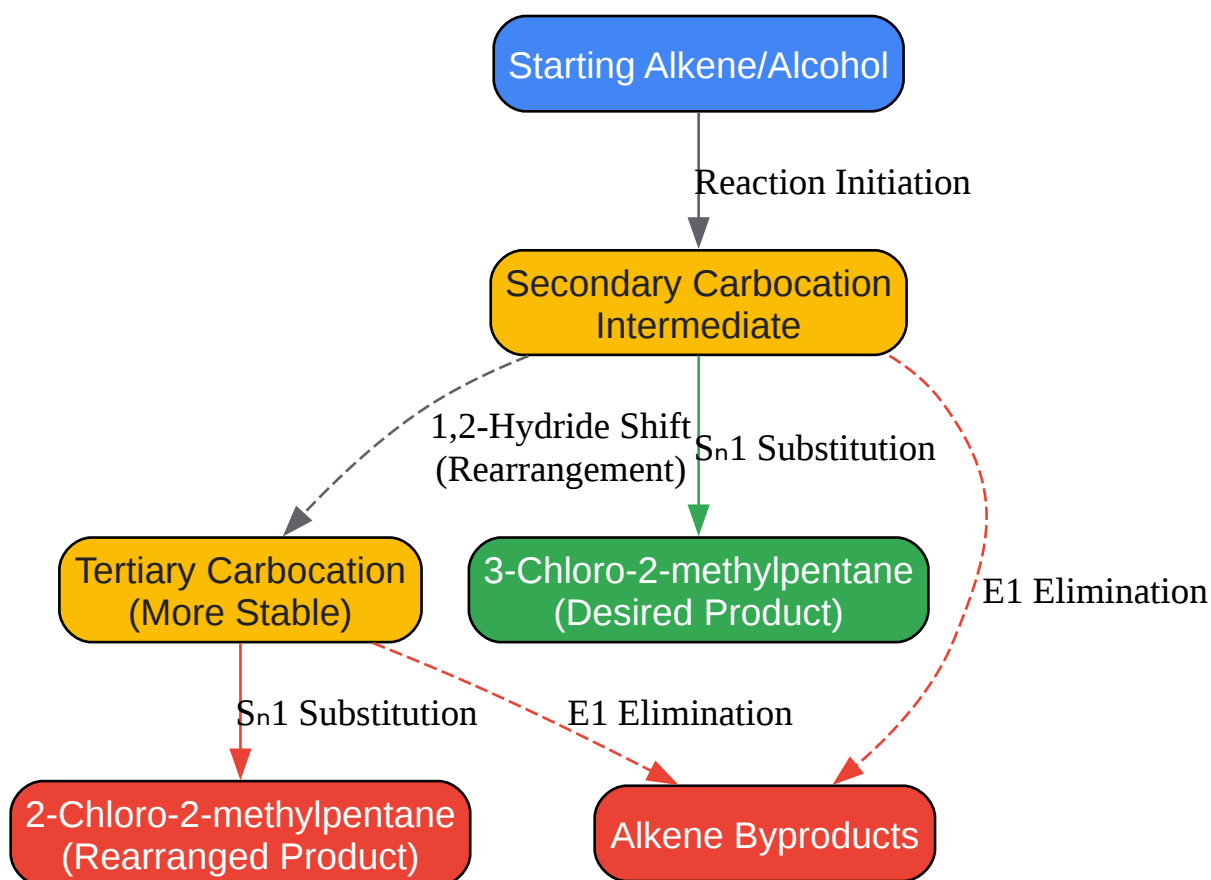 Starting Alkene/Alcohol
Reaction Initiation
Secondary Carbocation
Intermediate
1,2-Hydride Shift
(Rearrangement)
Sₙ1 Substitution
E1 Elimination
Tertiary Carbocation
(More Stable)
3-Chloro-2-methylpentane
(Desired Product)
Sₙ1 Substitution
E1 Elimination
2-Chloro-2-methylpentane
(Rearranged Product)
Alkene Byproducts